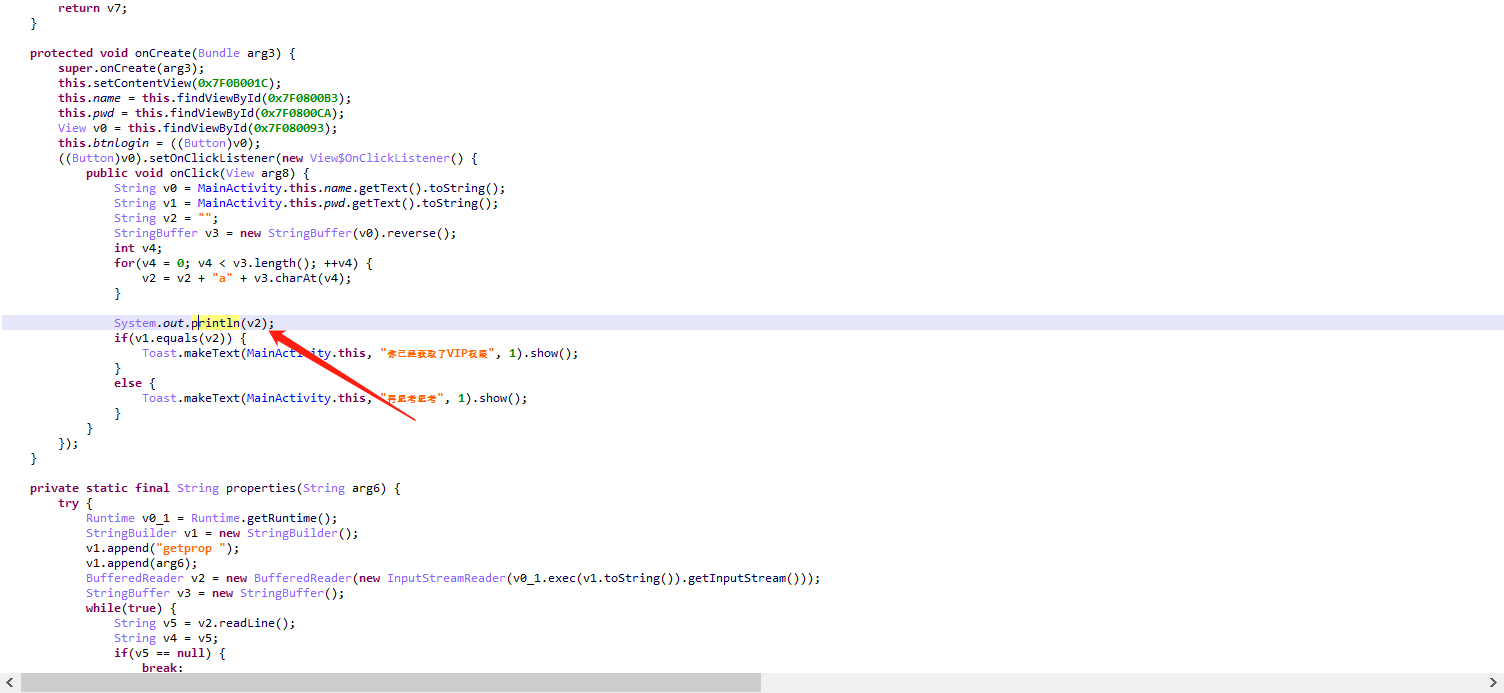 return v7;
}
protected void onCreate(Bundle arg3) {
super.onCreate(arg3);
this.setContentView(0x7F0B001C);
this.name = this.findViewById(0x7F0800B3);
this.pwd = this.findViewById(0x7F0800CA);
View v0 = this.findViewById(0x7F080093);
this.btnlogin = ((Button)v0);
((Button)v0).setOnClickListener(new View$OnClickListener() {
public void onClick(View arg8) {
String v0 = MainActivity.this.name.getText().toString();
String v1 = MainActivity.this.pwd.getText().toString();
String v2 = "";
StringBuffer v3 = new StringBuffer(v0).reverse();
int v4;
for(v4 = 0; v4 < v3.length(); ++v4) {
v2 = v2 + "a" + v3.charAt(v4);
}
System.out.println(v2);
if(v1.equals(v2)) {
Toast.makeText(MainActivity.this, "你已经获取了VIP权限", 1).show();
}
else {
Toast.makeText(MainActivity.this, "再思考思考", 1).show();
}
}
});
}
private static final String properties(String arg6) {
try {
Runtime v0_1 = Runtime.getRuntime();
StringBuilder v1 = new StringBuilder();
v1.append("getprop ");
v1.append(arg6);
BufferedReader v2 = new BufferedReader(new InputStreamReader(v0_1.exec(v1.toString()).getInputStream()));
StringBuffer v3 = new StringBuffer();
while(true) {
String v5 = v2.readLine();
String v4 = v5;
if(v5 == null) {
break;